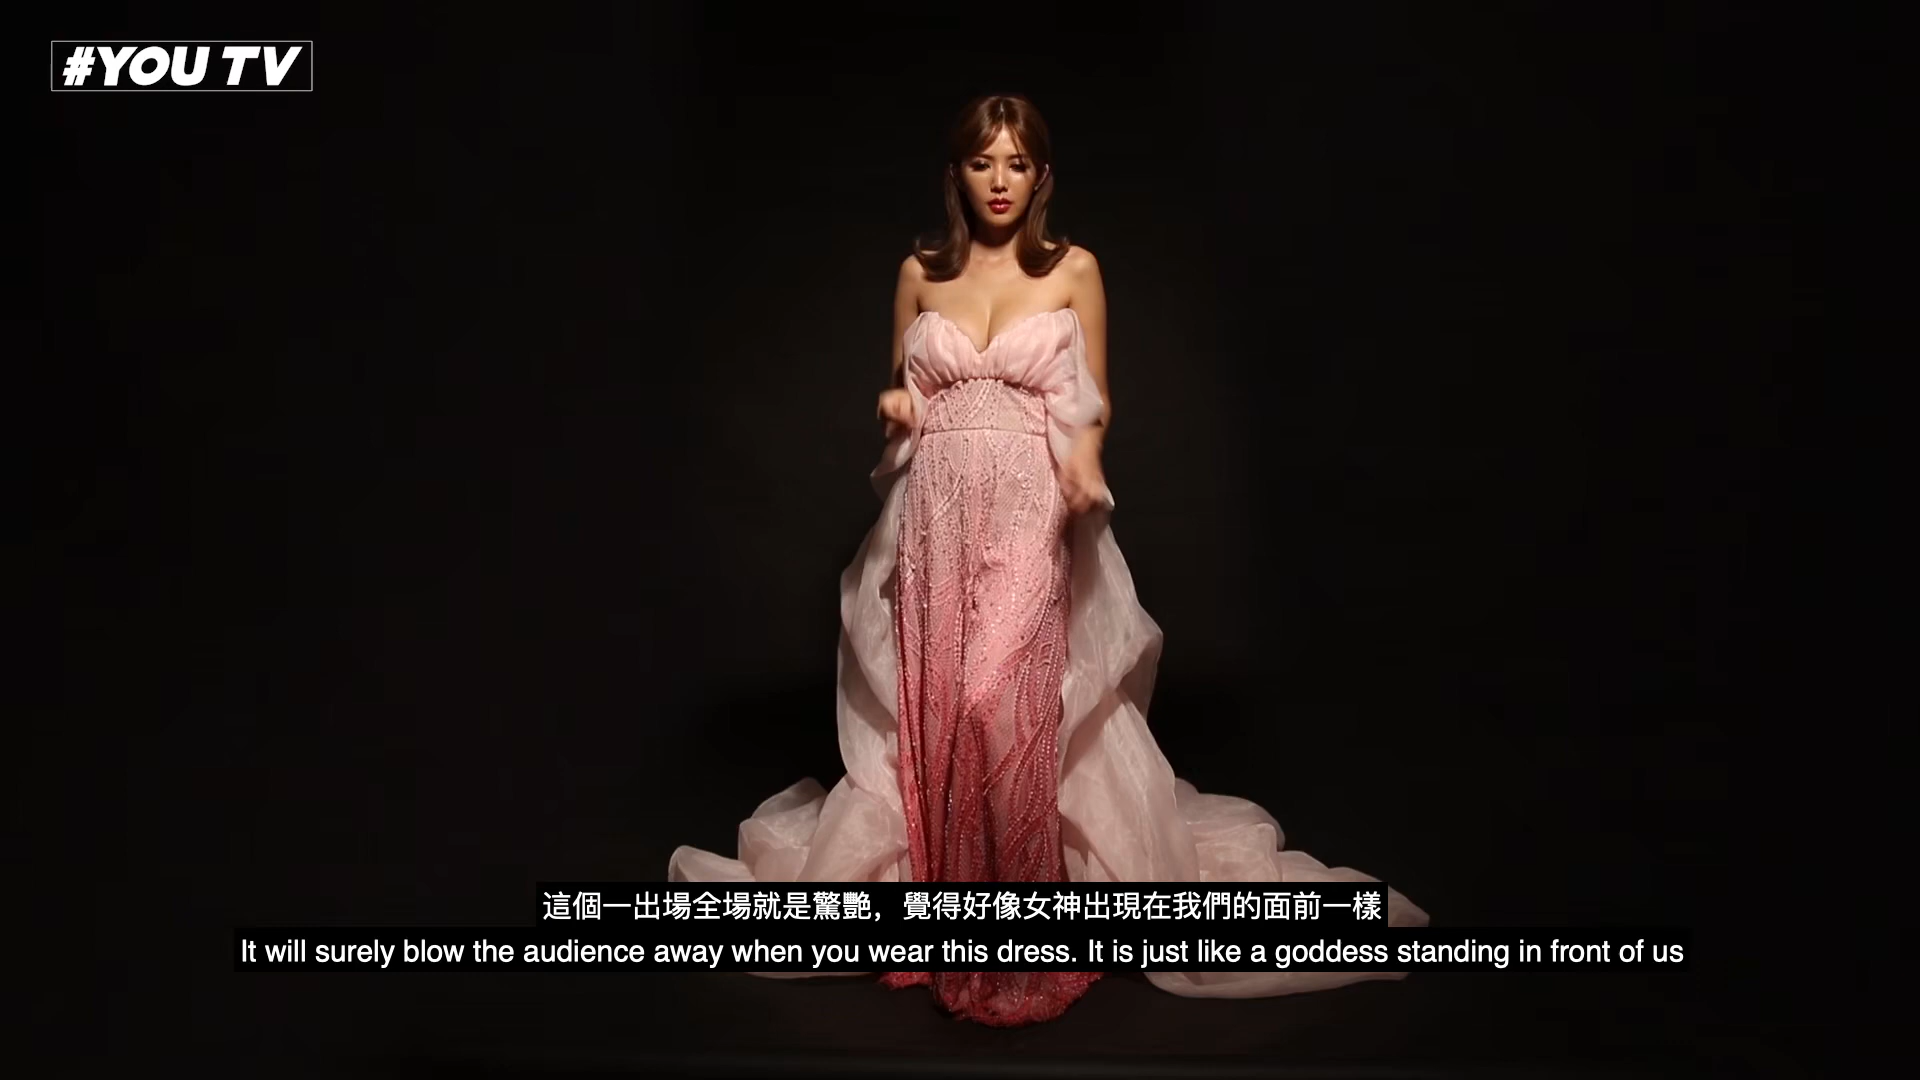 #YOU TV
這個一出場全場就是驚艷，覺得好像女神出現在我們的面前一樣
It will surely blow the audience away when you wear this dress. It is just like a goddess standing in front of us